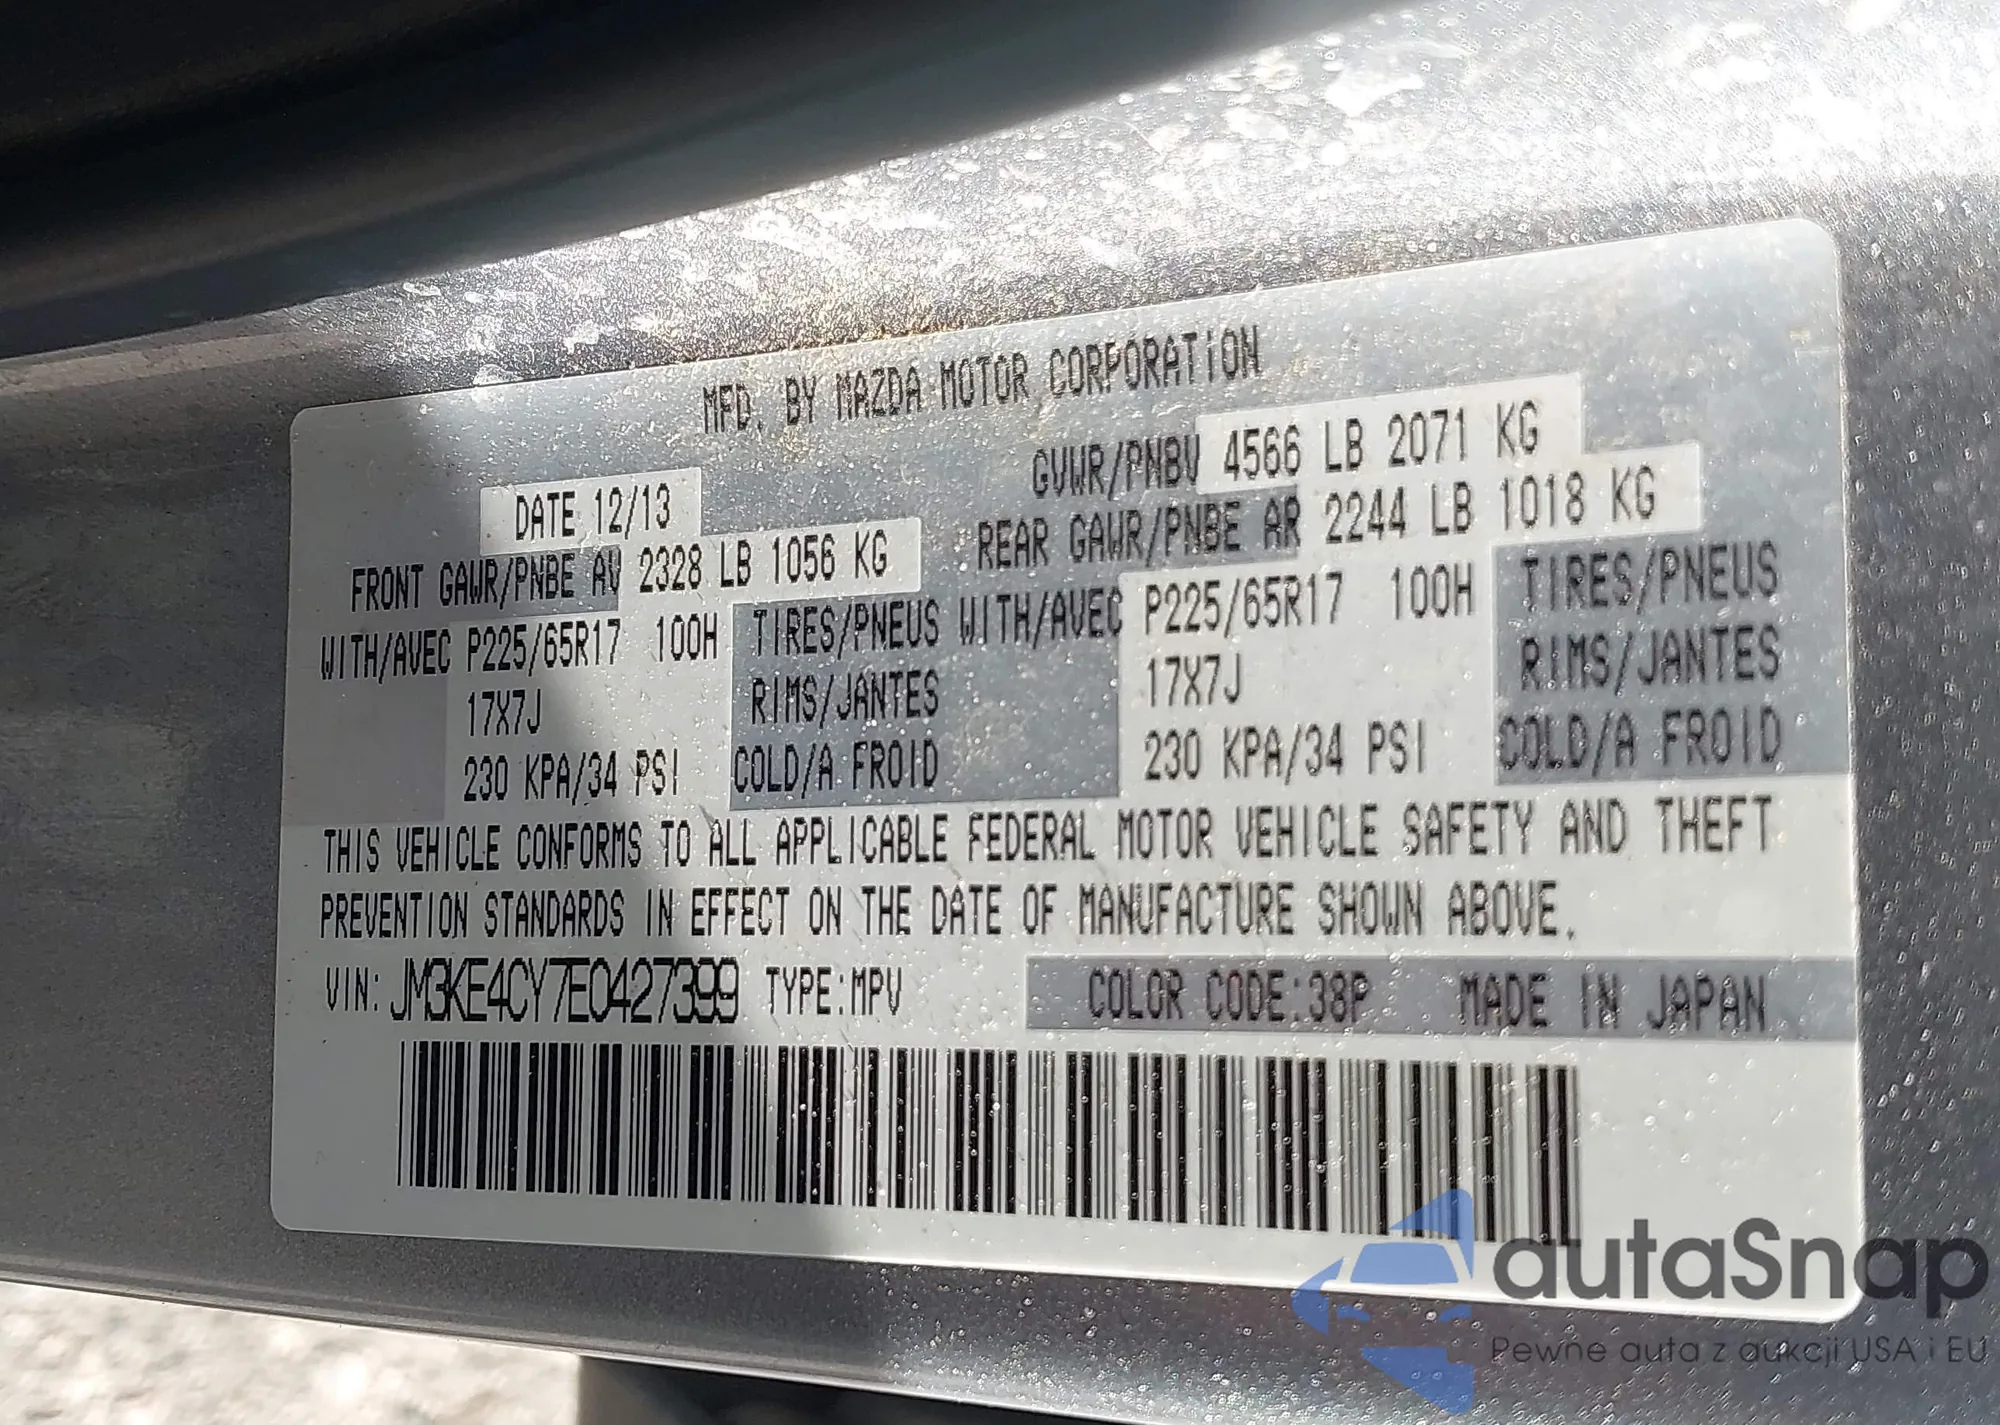 MFD. BY MAZDA MOTOR CORPORATION
DATE 12/13 GVWR/PNBV 4566 LB 2071 KG
FRONT GAWR/PNBE AV 2328 LB 1056 KG REAR GAWR/PNBE AR 2244 LB 1018 KG
WITH/AVEC P225/65R17 100H TIRES/PNEUS WITH/AVEC P225/65R17 100H TIRES/PNEUS
17X7J RIMS/JANTES 17X7J RIMS/JANTES
230 KPA/34 PSI COLD/A FROID 230 KPA/34 PSI COLD/A FROID
THIS VEHICLE CONFORMS TO ALL APPLICABLE FEDERAL MOTOR VEHICLE SAFETY AND THEFT
PREVENTION STANDARDS IN EFFECT ON THE DATE OF MANUFACTURE SHOWN ABOVE.
VIN: JM3KE4CY7E0427399 TYPE:MPV COLOR CODE:38P MADE IN JAPAN
autaSnap
Pewne auta z aukcji USA i EU